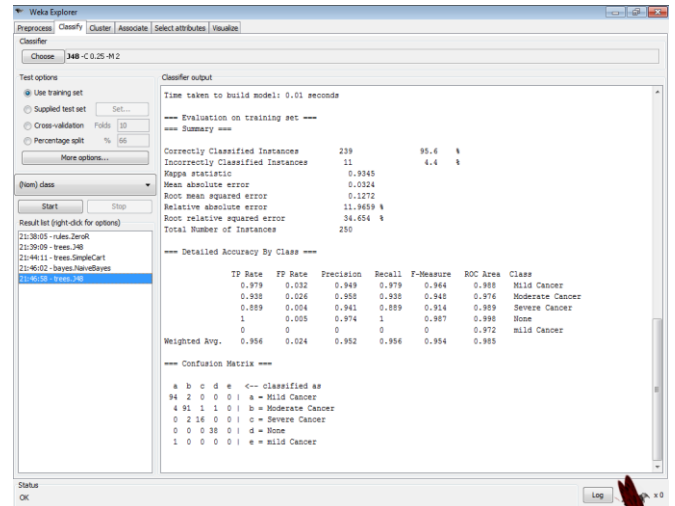 Weka Explorer
Preprocess Classify Cluster Associate Select attributes Visualize
Classifier
Choose J48 -C 0.25 -M 2
Test options
Use training set
Supplied test set Set...
Cross-validation Folds 10
Percentage split % 66
More options...
(Nom) class
Start Stop
Result list (right-click for options)
21:38:05 - rules.ZeroR
21:39:09 - trees.J48
21:44:11 - trees.SimpleCart
21:46:02 - bayes.NaiveBayes
21:46:58 - trees.J48
Classifier output
Time taken to build model: 0.01 seconds
=== Evaluation on training set ===
=== Summary ===
Correctly Classified Instances 239 95.6 %
Incorrectly Classified Instances 11 4.4 %
Kappa statistic 0.9345
Mean absolute error 0.0324
Root mean squared error 0.1272
Relative absolute error 11.9659 %
Root relative squared error 34.654 %
Total Number of Instances 250
=== Detailed Accuracy By Class ===
TP Rate FP Rate Precision Recall F-Measure ROC Area Class
0.979 0.032 0.949 0.979 0.964 0.988 Mild Cancer
0.938 0.026 0.958 0.938 0.948 0.976 Moderate Cancer
0.889 0.004 0.941 0.889 0.914 0.989 Severe Cancer
1 0.005 0.974 1 0.987 0.998 None
0 0 0 0 0 0.972 mild Cancer
Weighted Avg. 0.956 0.024 0.952 0.956 0.954 0.985
=== Confusion Matrix ===
a b c d e <-- classified as
94 2 0 0 0 | a = Mild Cancer
4 91 1 1 0 | b = Moderate Cancer
0 2 16 0 0 | c = Severe Cancer
0 0 0 38 0 | d = None
1 0 0 0 0 | e = mild Cancer
Status
OK
Log
x 0